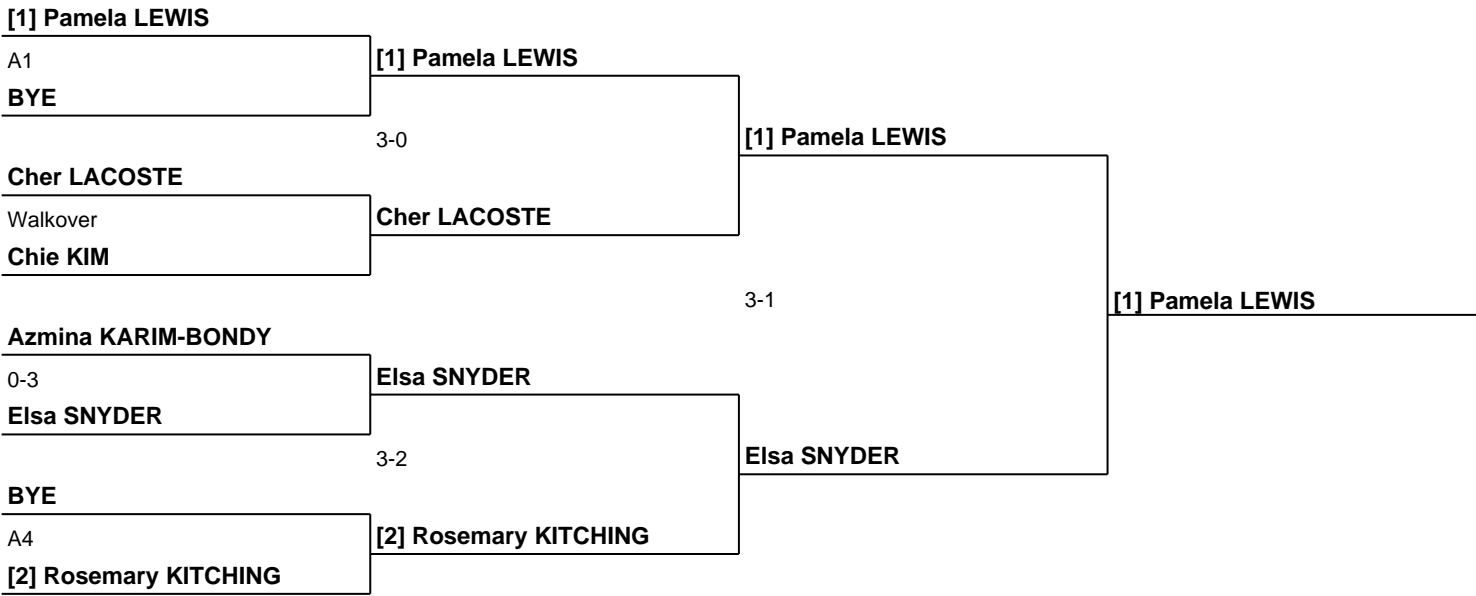 [1] Pamela LEWIS
A1
[1] Pamela LEWIS
BYE
3-0
[1] Pamela LEWIS
Cher LACOSTE
Walkover
Cher LACOSTE
Chie KIM
3-1
[1] Pamela LEWIS
Azmina KARIM-BONDY
0-3
Elsa SNYDER
Elsa SNYDER
3-2
Elsa SNYDER
BYE
A4
[2] Rosemary KITCHING
[2] Rosemary KITCHING